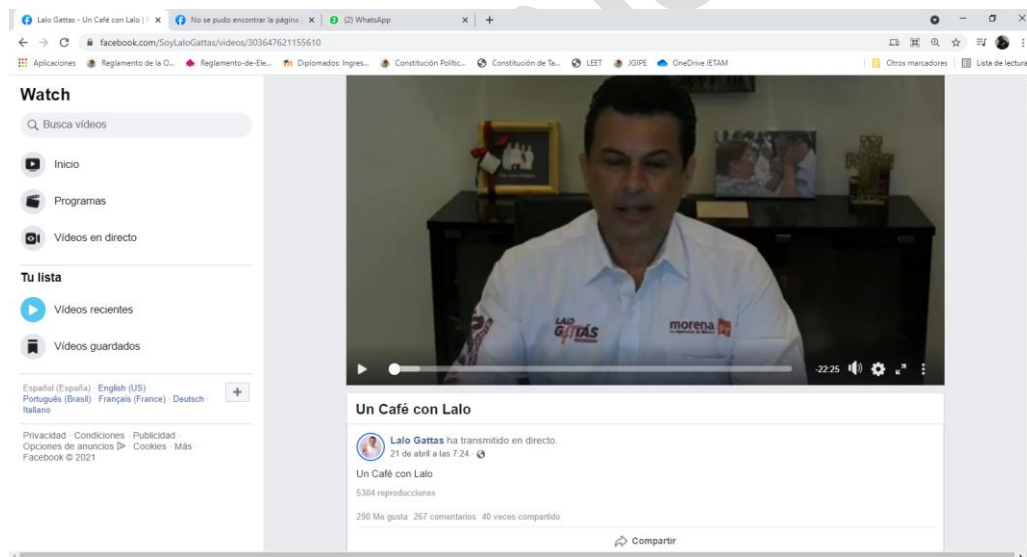 Lalo Gattas - Un Café con Lalo |
No se pudo encontrar la página |
(2) WhatsApp
facebook.com/SoyLaloGattas/videos/303647621155610
Aplicaciones
Reglamento de la O...
Reglamento-de-Ele...
Diplomados: Ingres...
Constitución Polític...
Constitución de Ta...
LEET
JGIPE
OneDrive IETAM
Otros marcadores
Lista de lectura
Watch
Busca vídeos
Inicio
Programas
Vídeos en directo
Tu lista
Vídeos recientes
Vídeos guardados
Español (España) · English (US) ·
Português (Brasil) · Français (France) · Deutsch ·
Italiano
Privacidad · Condiciones · Publicidad ·
Opciones de anuncios · Cookies · Más ·
Facebook © 2021
LALO
GATTÁS
morena
-22:25
Un Café con Lalo
Lalo Gattas ha transmitido en directo.
21 de abril a las 7:24 ·
Un Café con Lalo
5384 reproducciones
298 Me gusta 267 comentarios 40 veces compartido
Compartir